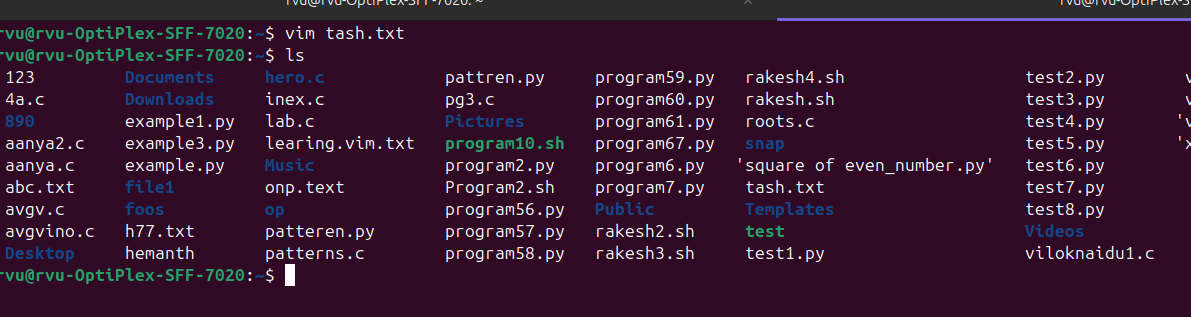 rvu@rvu-OptiPlex-SFF-7020: ~ × rvu@rvu-OptiPlex-S
rvu@rvu-OptiPlex-SFF-7020:~$ vim tash.txt
rvu@rvu-OptiPlex-SFF-7020:~$ ls
123 Documents hero.c pattren.py program59.py rakesh4.sh test2.py v
4a.c Downloads inex.c pg3.c program60.py rakesh.sh test3.py v
890 example1.py lab.c Pictures program61.py roots.c test4.py 'v
aanya2.c example3.py learing.vim.txt program10.sh program67.py snap test5.py 'x
aanya.c example.py Music program2.py program6.py 'square of even_number.py' test6.py
abc.txt file1 onp.text Program2.sh program7.py tash.txt test7.py
avgv.c foos op program56.py Public Templates test8.py
avgvino.c h77.txt patteren.py program57.py rakesh2.sh test Videos
Desktop hemanth patterns.c program58.py rakesh3.sh test1.py viloknaidu1.c
rvu@rvu-OptiPlex-SFF-7020:~$